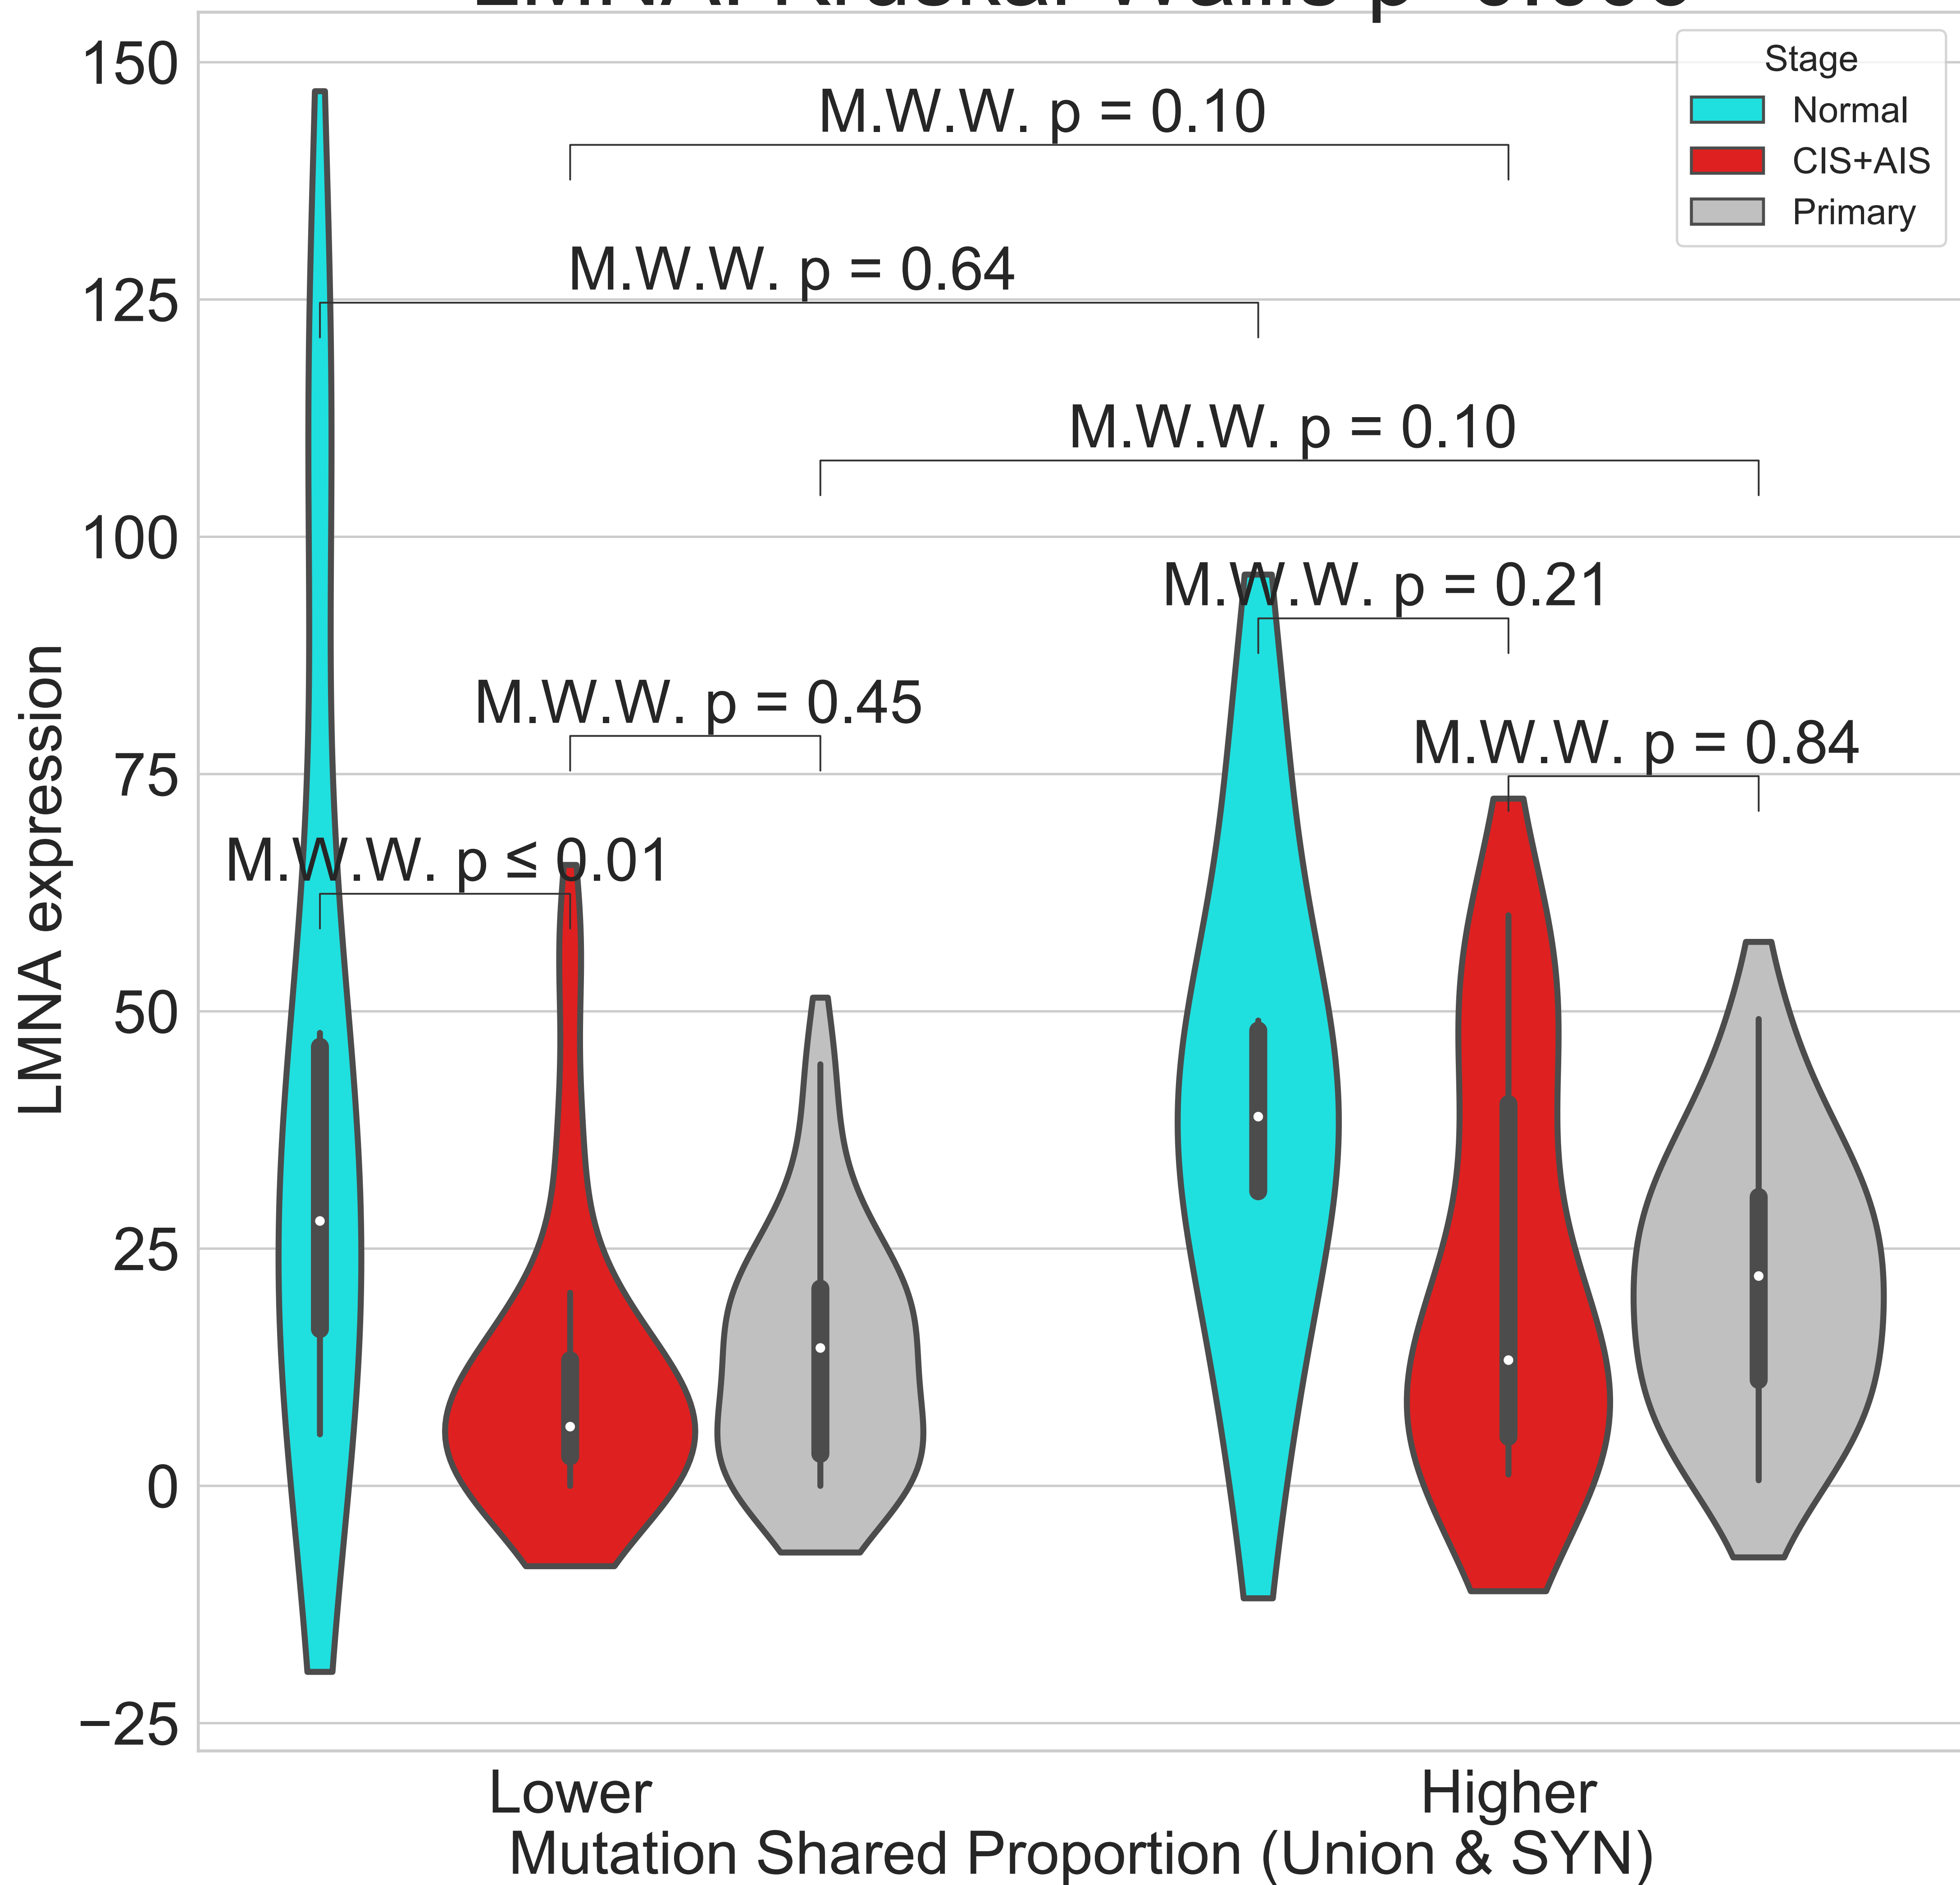 150
125
100
75
50
25
0
−25
LMNA expression
Stage
Normal
CIS+AIS
Primary
M.W.W. p = 0.10
M.W.W. p = 0.64
M.W.W. p = 0.10
M.W.W. p = 0.21
M.W.W. p = 0.45
M.W.W. p = 0.84
M.W.W. p ≤ 0.01
Lower
Higher
Mutation Shared Proportion (Union & SYN)